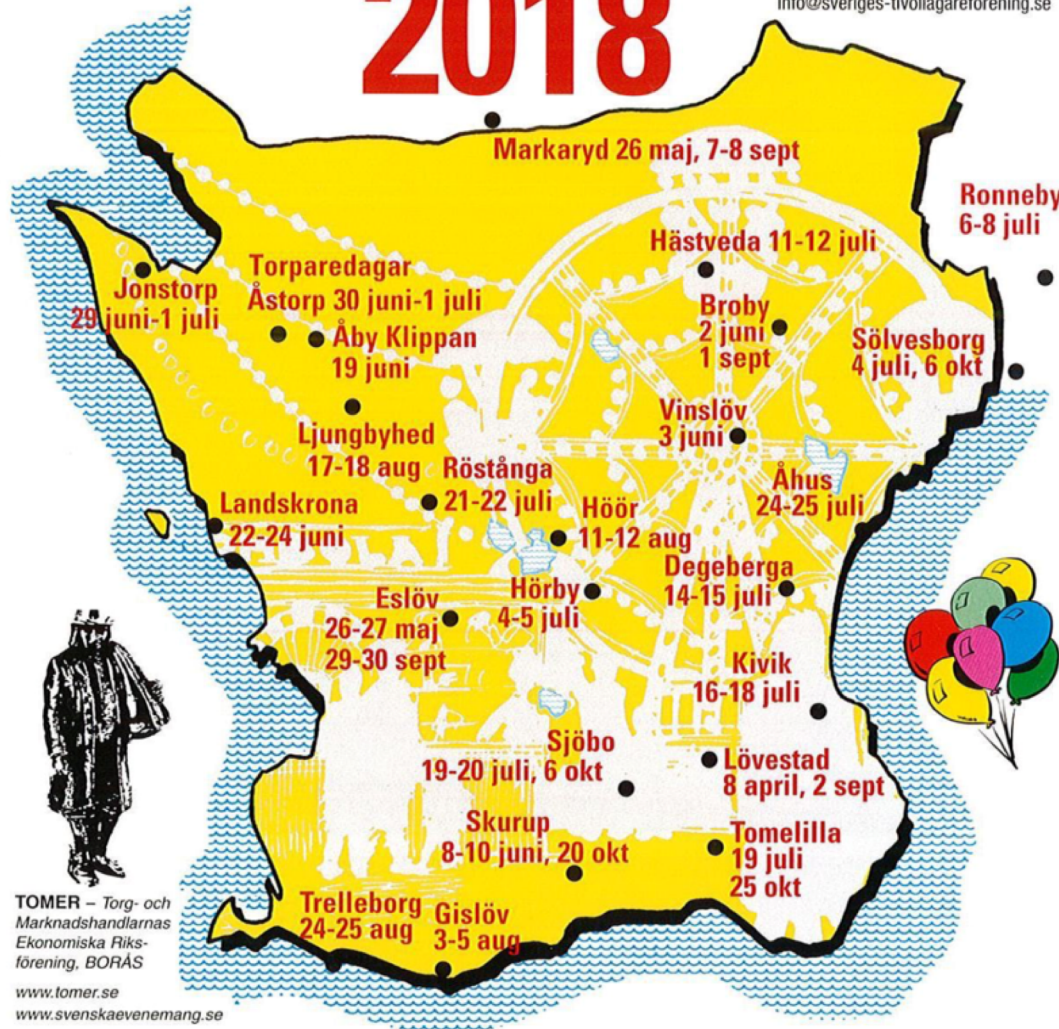 info@sveriges-tivoliagareforening.se
2018
Markaryd 26 maj, 7-8 sept
Ronneby
6-8 juli
Hästveda 11-12 juli
Torparedagar
Åstorp 30 juni-1 juli
Jonstorp
29 juni-1 juli
Åby Klippan
19 juni
Broby
2 juni
1 sept
Sölvesborg
4 juli, 6 okt
Ljungbyhed
17-18 aug
Vinslöv
3 juni
Röstånga
21-22 juli
Åhus
24-25 juli
Landskrona
22-24 juni
Höör
11-12 aug
Degeberga
14-15 juli
Hörby
4-5 juli
Eslöv
26-27 maj
29-30 sept
Kivik
16-18 juli
Sjöbo
19-20 juli, 6 okt
Lövestad
8 april, 2 sept
Skurup
8-10 juni, 20 okt
Tomelilla
19 juli
25 okt
Trelleborg
24-25 aug
Gislöv
3-5 aug
TOMER – Torg- och
Marknadshandlarnas
Ekonomiska Riks-
förening, BORÅS
www.tomer.se
www.svenskaevenemang.se